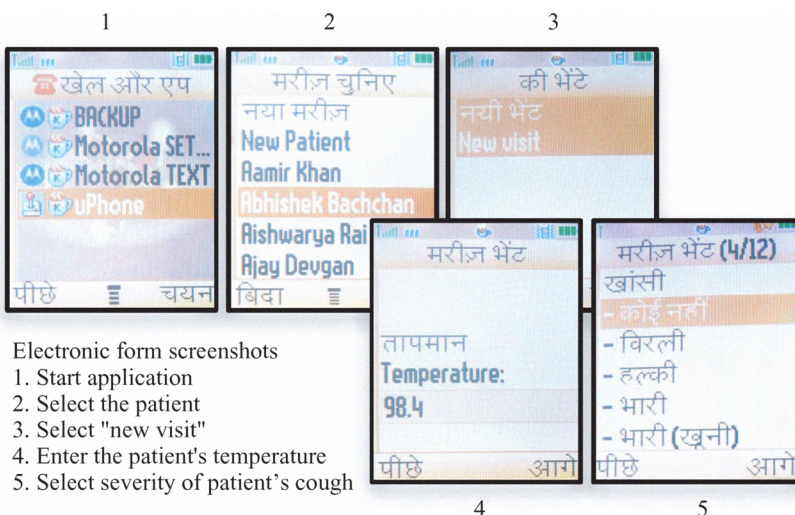 1
2
3
खेल और एप
BACKUP
Motorola SET...
Motorola TEXT
uPhone
पीछे
चयन
मरीज़ चुनिए
नया मरीज़
New Patient
Aamir Khan
Abhishek Bachchan
Aishwarya Rai
Ajay Devgan
बिदा
की भेंटे
नयी भेंट
New visit
मरीज़ भेंट
तापमान
Temperature:
98.4
पीछे
आगे
मरीज़ भेंट (4/12)
खांसी
- कोई नहीं
- विरली
- हल्की
- भारी
- भारी (खूनी)
पीछे
आगे
Electronic form screenshots
1. Start application
2. Select the patient
3. Select "new visit"
4. Enter the patient's temperature
5. Select severity of patient's cough
4
5